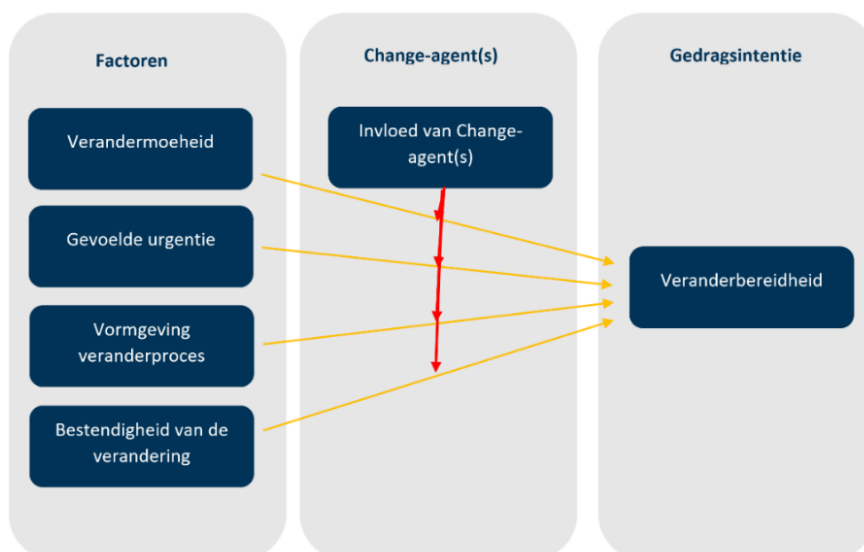 Factoren
Verandermoeheid
Gevoelde urgentie
Vormgeving
veranderproces
Bestendigheid van de
verandering
Change-agent(s)
Invloed van Change-
agent(s)
Gedragsintentie
Veranderbereidheid